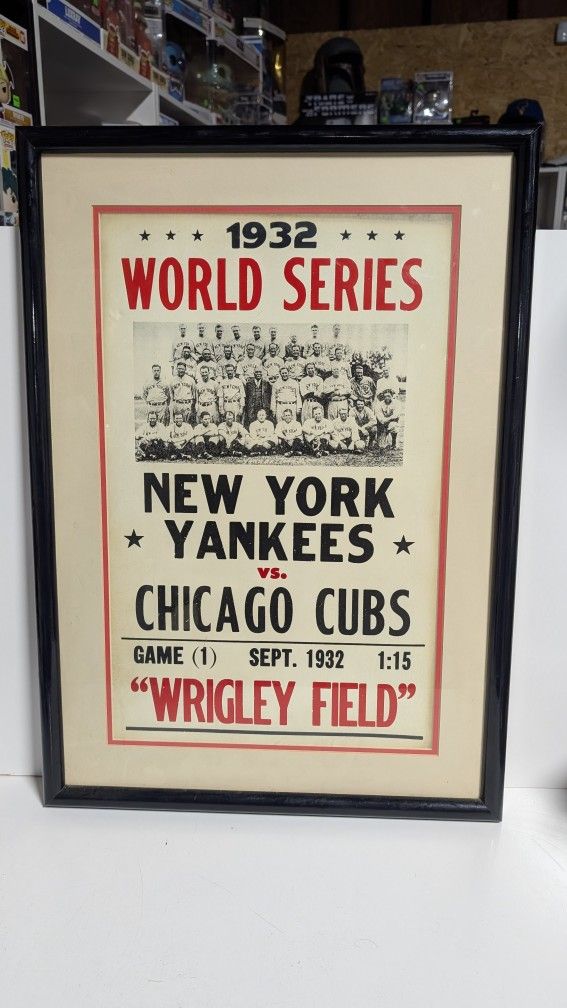 ★ ★ ★ 1932 ★ ★ ★
WORLD SERIES
NEW YORK
★ YANKEES ★
VS.
CHICAGO CUBS
GAME (1) SEPT. 1932 1:15
“WRIGLEY FIELD”